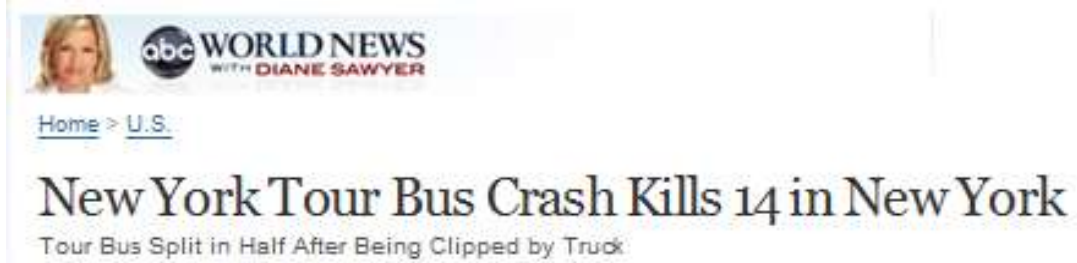 abc WORLD NEWS
WITH DIANE SAWYER
Home > U.S.
New York Tour Bus Crash Kills 14 in New York
Tour Bus Split in Half After Being Clipped by Truck